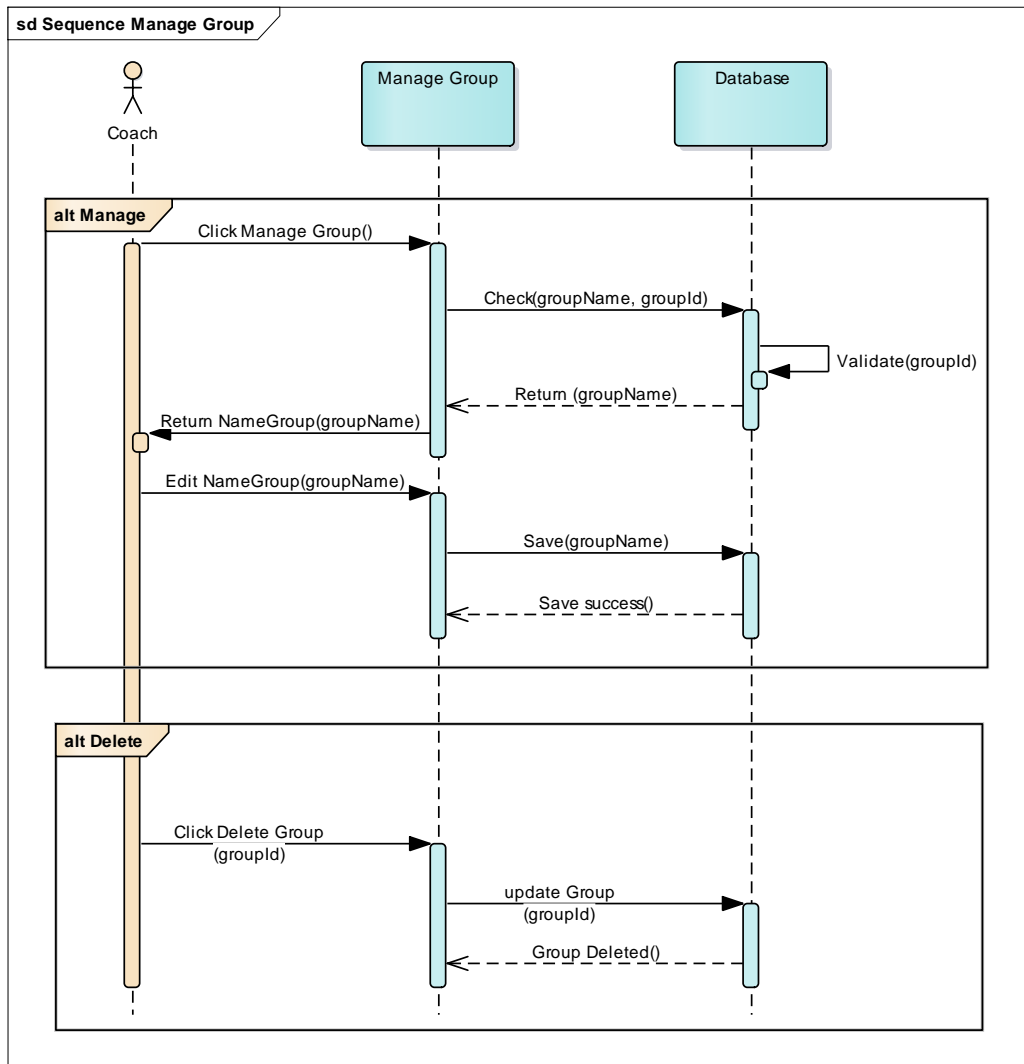 sd Sequence Manage Group
Coach
Manage Group
Database
alt Manage
Click Manage Group()
Check(groupName, groupId)
Validate(groupId)
Return (groupName)
Return NameGroup(groupName)
Edit NameGroup(groupName)
Save(groupName)
Save success()
alt Delete
Click Delete Group
(groupId)
update Group
(groupId)
Group Deleted()